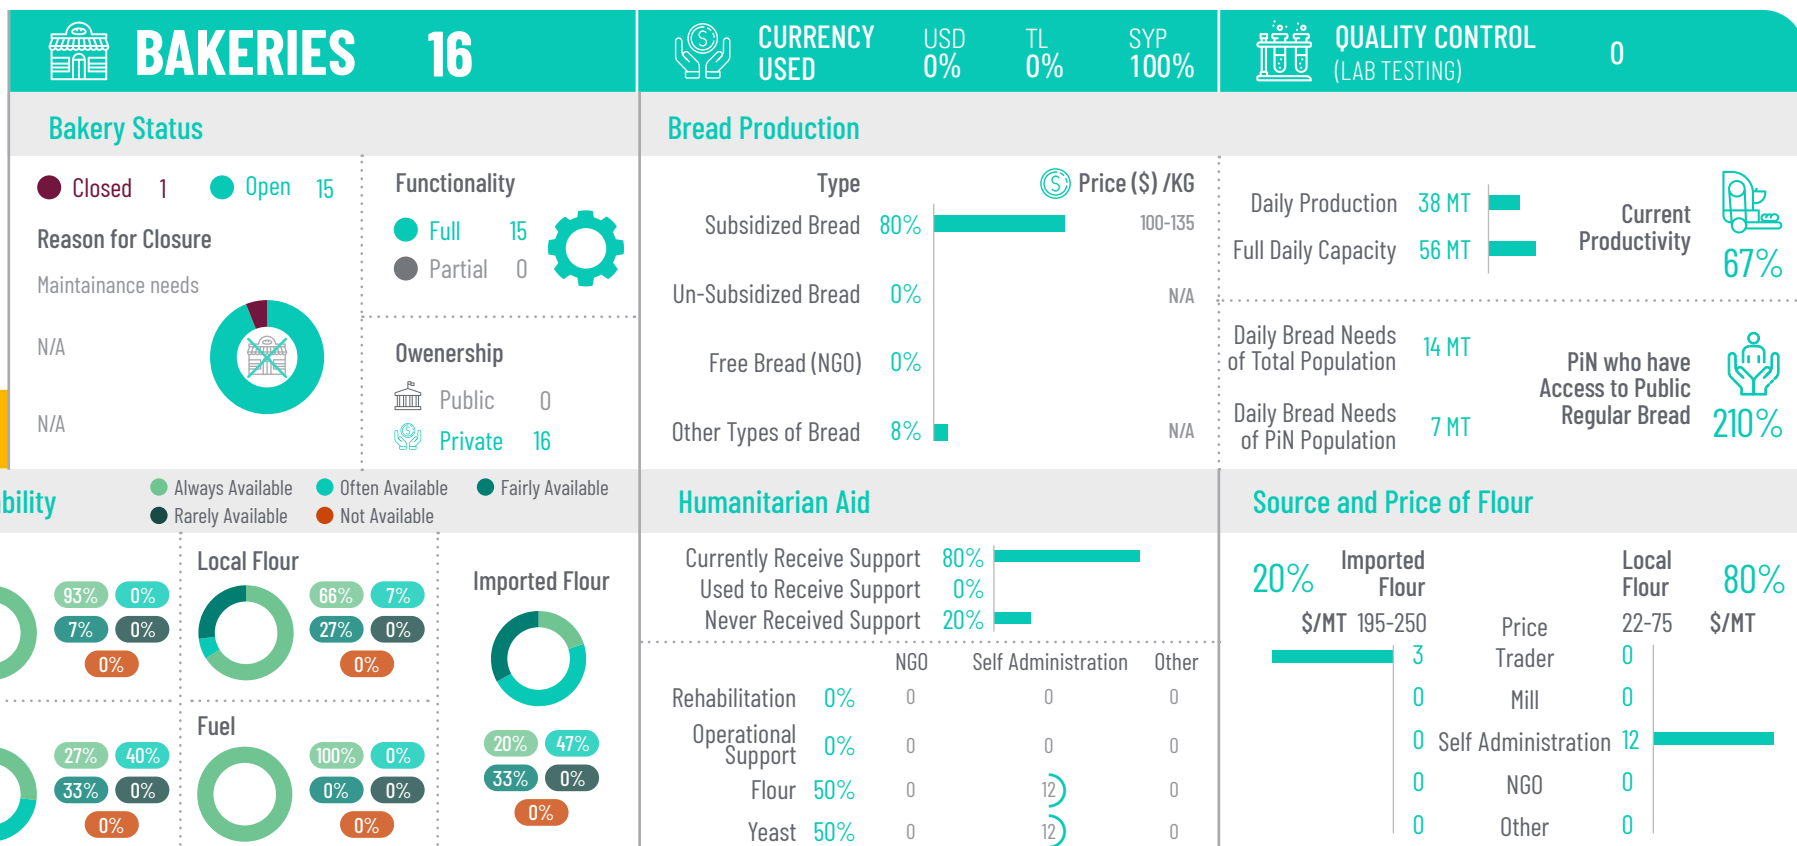 BAKERIES 16
CURRENCY USED
USD 0%
TL 0%
SYP 100%
QUALITY CONTROL
(LAB TESTING)
0
Bakery Status
Closed 1
Open 15
Reason for Closure
Maintainance needs
N/A
N/A
Functionality
Full 15
Partial 0
Owenership
Public 0
Private 16
Bread Production
Type
Price ($) /KG
Subsidized Bread 80% 100-135
Un-Subsidized Bread 0% N/A
Free Bread (NGO) 0%
Other Types of Bread 8% N/A
Daily Production 38 MT
Full Daily Capacity 56 MT
Current
Productivity
67%
Daily Bread Needs
of Total Population
14 MT
Daily Bread Needs
of PiN Population
7 MT
PiN who have
Access to Public
Regular Bread
210%
bility
Always Available
Often Available
Fairly Available
Rarely Available
Not Available
93% 0%
7% 0%
0%
Local Flour
66% 7%
27% 0%
0%
Imported Flour
20% 47%
33% 0%
0%
27% 40%
33% 0%
0%
Fuel
100% 0%
0% 0%
0%
Humanitarian Aid
Currently Receive Support 80%
Used to Receive Support 0%
Never Received Support 20%
NGO Self Administration Other
Rehabilitation 0% 0 0 0
Operational
Support
0% 0 0 0
Flour 50% 0 12 0
Yeast 50% 0 12 0
Source and Price of Flour
20% Imported
Flour
Local
Flour 80%
$/MT 195-250 Price 22-75 $/MT
3 Trader 0
0 Mill 0
0 Self Administration 12
0 NGO 0
0 Other 0